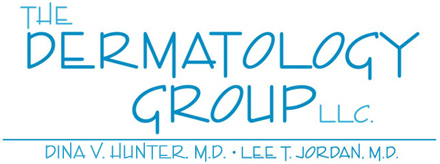 THE
DERMATOLOGY
GROUP LLC.
DINA V. HUNTER, M.D. • LEE T. JORDAN, M.D.